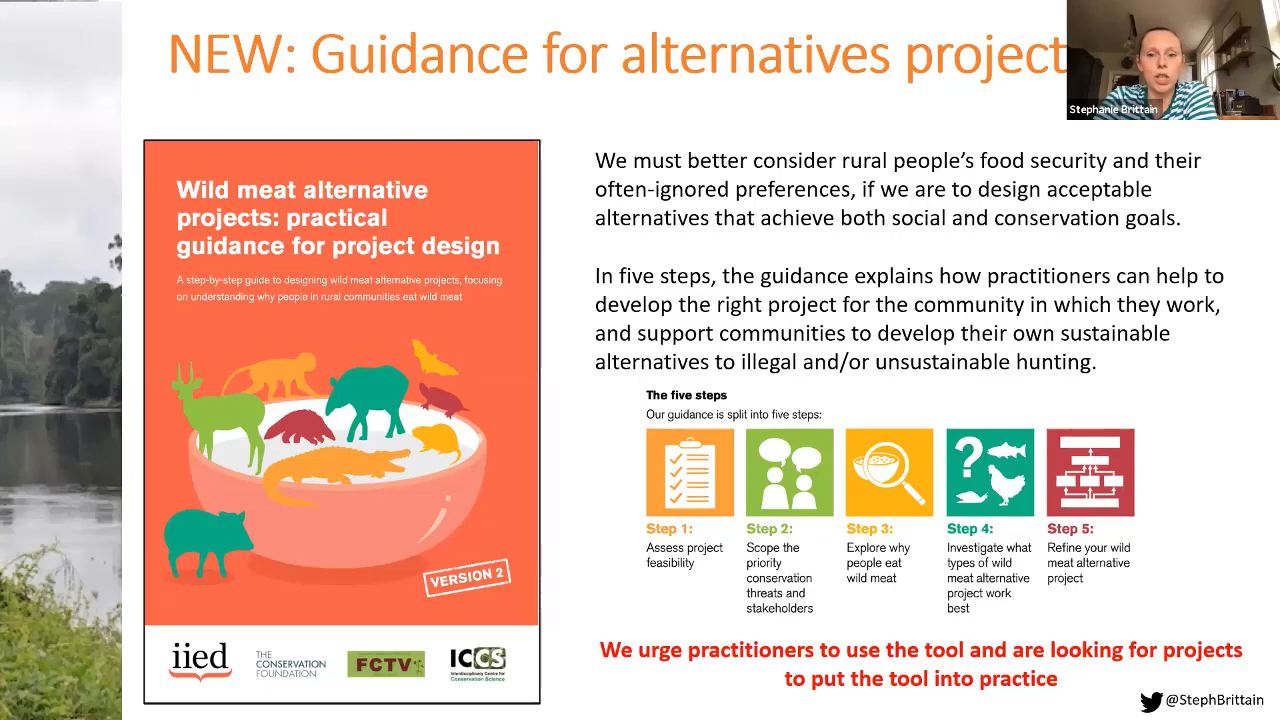 NEW: Guidance for alternatives project
Stephanie Brittain
Wild meat alternative
projects: practical
guidance for project design
A step-by-step guide to designing wild meat alternative projects, focusing
on understanding why people in rural communities eat wild meat
VERSION 2
iied
THE
CONSERVATION
FOUNDATION
FCTV
ICCS
Interdisciplinary Centre for
Conservation Science
We must better consider rural people's food security and their
often-ignored preferences, if we are to design acceptable
alternatives that achieve both social and conservation goals.
In five steps, the guidance explains how practitioners can help to
develop the right project for the community in which they work,
and support communities to develop their own sustainable
alternatives to illegal and/or unsustainable hunting.
The five steps
Our guidance is split into five steps:
Step 1:
Assess project
feasibility
Step 2:
Scope the
priority
conservation
threats and
stakeholders
Step 3:
Explore why
people eat
wild meat
Step 4:
Investigate what
types of wild
meat alternative
project work
best
Step 5:
Refine your wild
meat alternative
project
We urge practitioners to use the tool and are looking for projects
to put the tool into practice
@StephBrittain